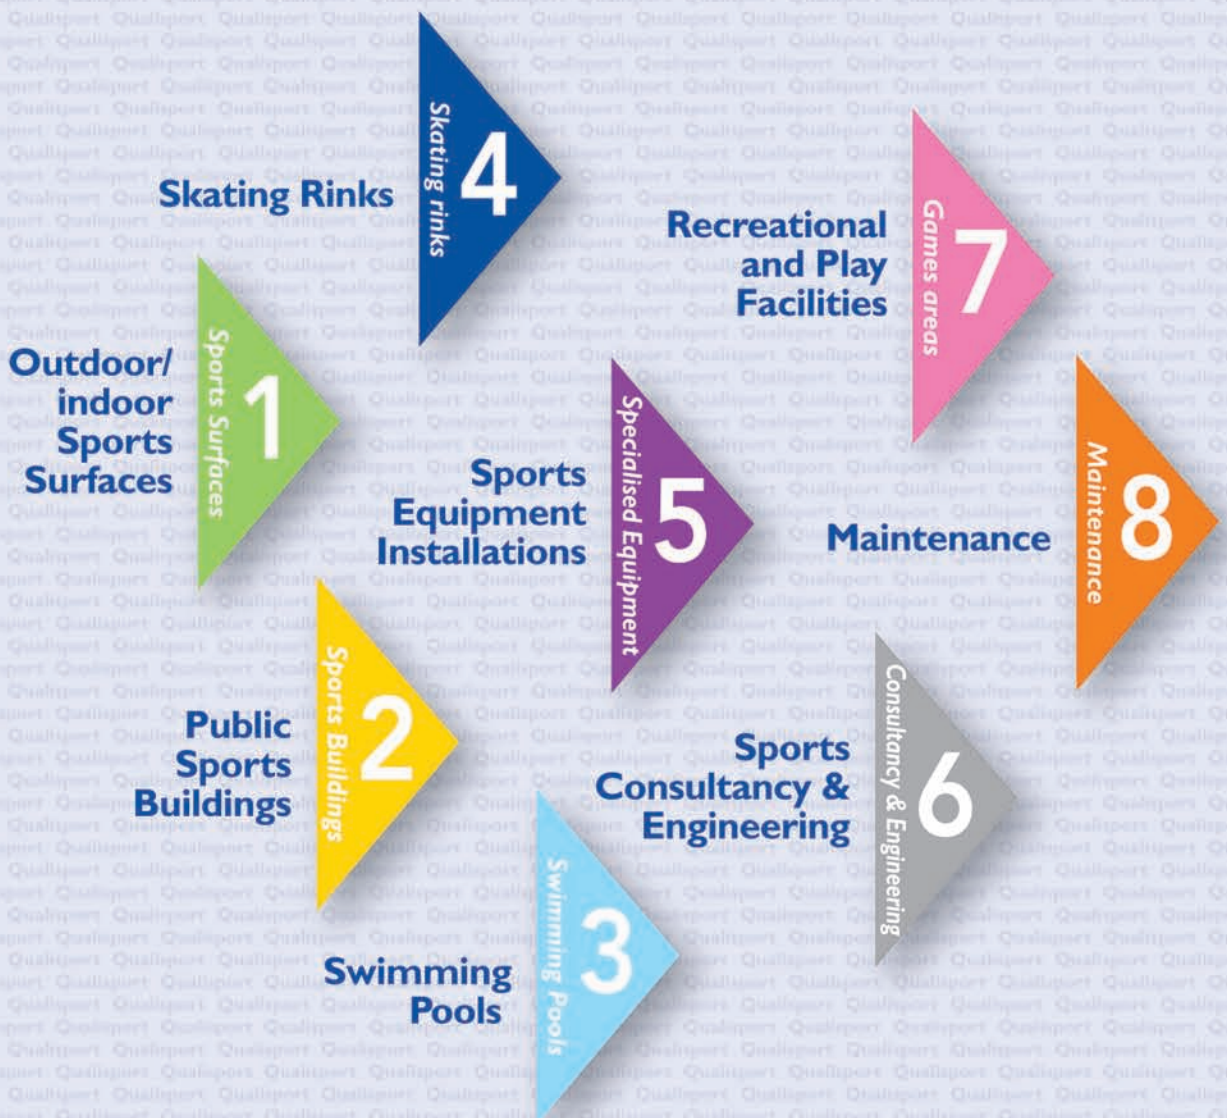 Skating Rinks
Skating rinks
4
Recreational
and Play
Facilities
Games areas
7
Outdoor/
indoor
Sports
Surfaces
Sports Surfaces
1
Sports
Equipment
Installations
Specialised Equipment
5
Maintenance
Maintenance
8
Public
Sports
Buildings
Sports Buildings
2
Sports
Consultancy &
Engineering
Consultancy & Engineering
6
Swimming
Pools
Swimming Pools
3